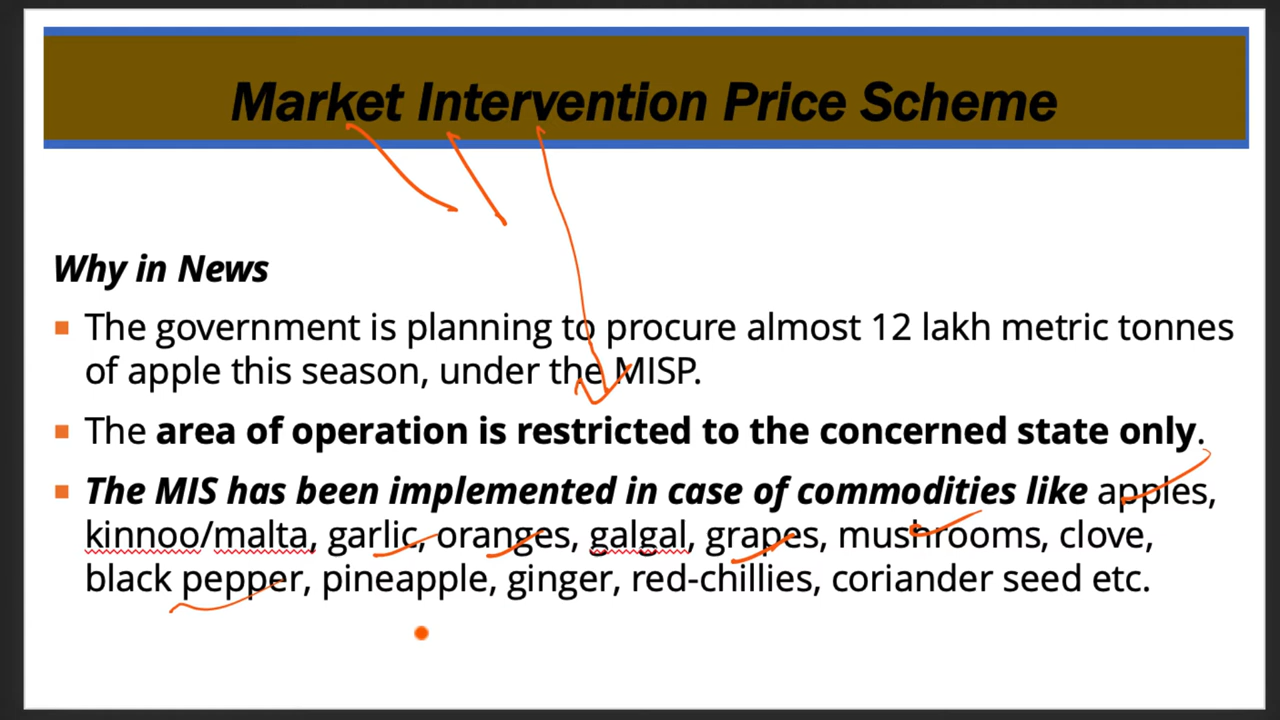 Market Intervention Price Scheme
Why in News
The government is planning to procure almost 12 lakh metric tonnes
of apple this season, under the MISP.
The area of operation is restricted to the concerned state only.
The MIS has been implemented in case of commodities like apples,
kinnoo/malta, garlic, oranges, galgal, grapes, mushrooms, clove,
black pepper, pineapple, ginger, red-chillies, coriander seed etc.